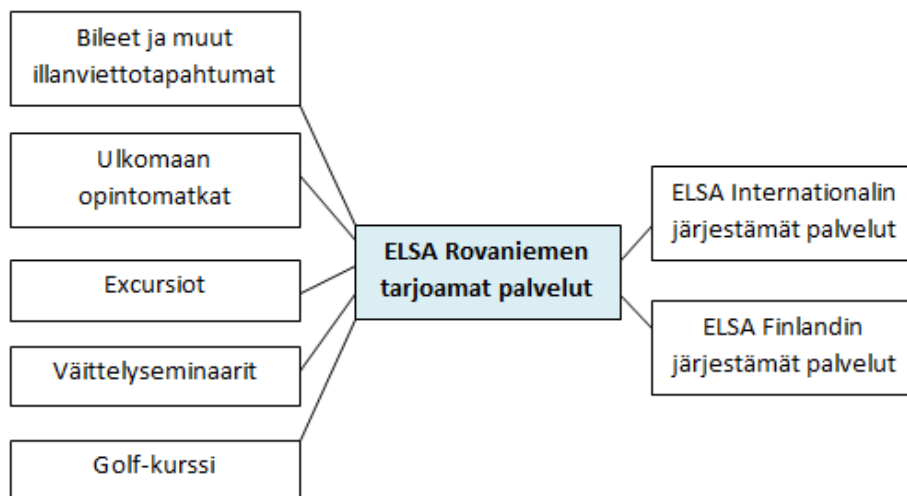 Bileet ja muut
illanviettotapahtumat
Ulkomaan
opintomatkat
Excursiot
Väittelyseminaarit
Golf-kurssi
ELSA Rovaniemen
tarjoamat palvelut
ELSA Internationalin
järjestämät palvelut
ELSA Finlandin
järjestämät palvelut